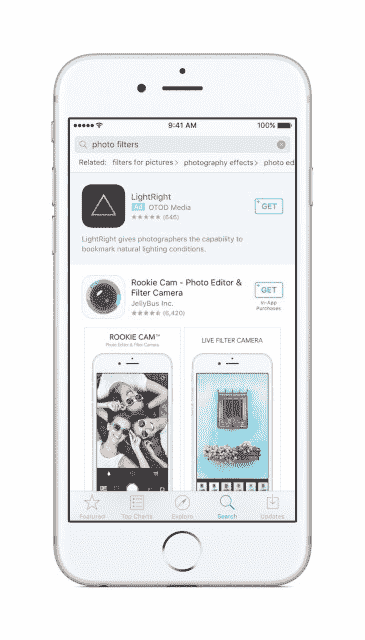 9:41 AM
100%
photo filters
Related: filters for pictures > photography effects > photo ed
LightRight
Ad OTOD Media
(645)
GET
LightRight gives photographers the capability to
bookmark natural lighting conditions.
Rookie Cam - Photo Editor &
Filter Camera
JellyBus Inc.
(6,420)
GET
In-App
Purchases
ROOKIE CAM™
Photo Editor & Filter Camera
LIVE FILTER CAMERA
Featured
Top Charts
Explore
Search
Updates